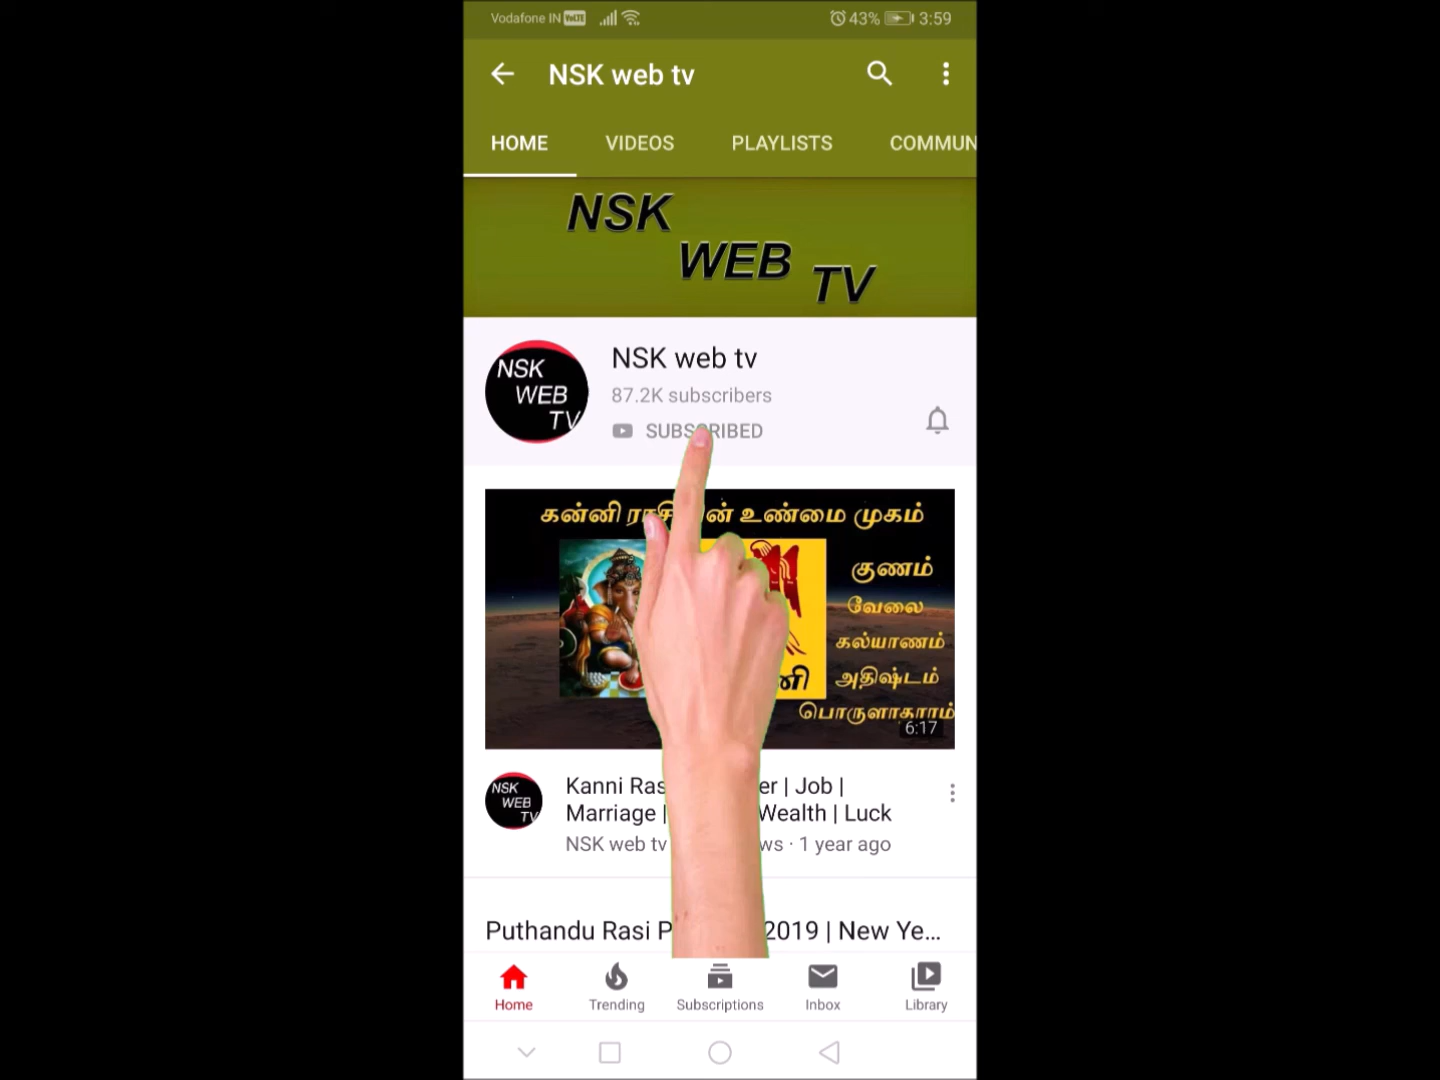 Vodafone IN VoLTE 43% 3:59
NSK web tv
HOME VIDEOS PLAYLISTS COMMUN
NSK
WEB
TV
NSK
WEB
TV
NSK web tv
87.2K subscribers
SUBSCRIBED
கன்னி உண்மை முகம்
குணம்
வேலை
கல்யாணம்
அதிஷ்டம்
பொருளாதாரம்
6:17
NSK
WEB
TV
Kanni Ras er | Job |
Marriage | Wealth | Luck
NSK web tv ws · 1 year ago
Puthandu Rasi P 2019 | New Ye...
Home Trending Subscriptions Inbox Library